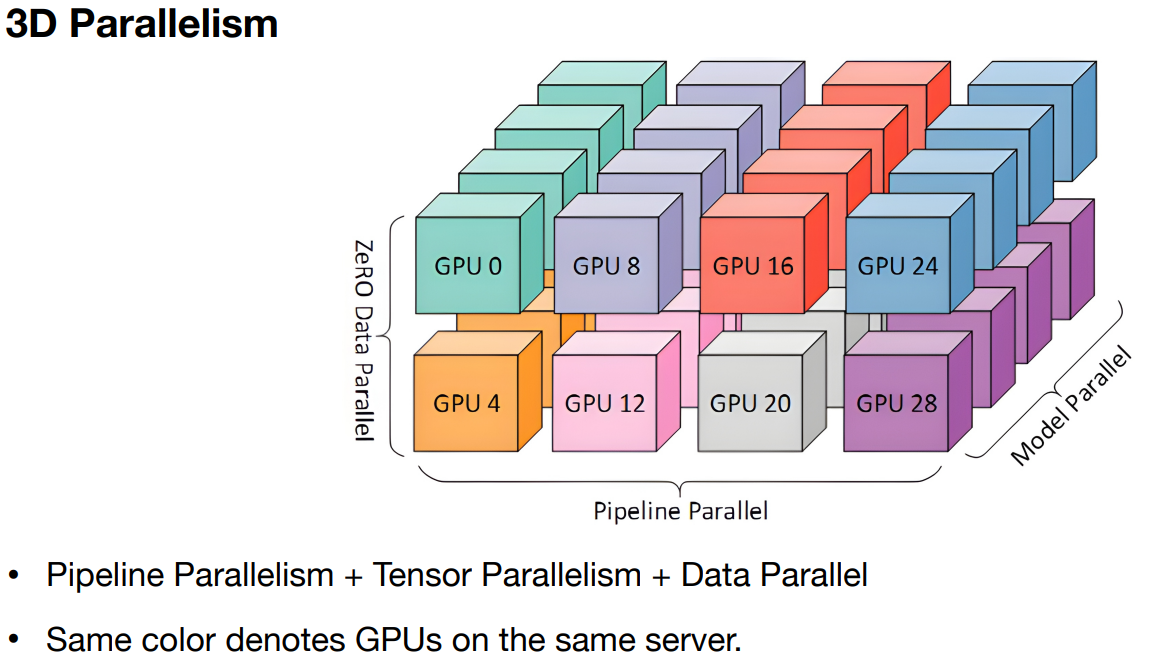 3D Parallelism
GPU 0
GPU 8
GPU 16
GPU 24
GPU 4
GPU 12
GPU 20
GPU 28
ZeRO Data Parallel
Model Parallel
Pipeline Parallel
• Pipeline Parallelism + Tensor Parallelism + Data Parallel
• Same color denotes GPUs on the same server.